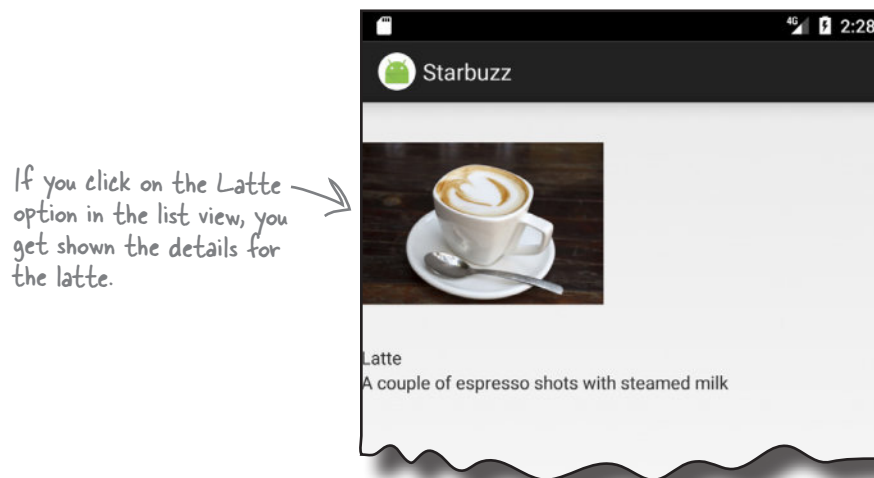 4G
2:28
Starbuzz
If you click on the Latte
option in the list view, you
get shown the details for
the latte.
Latte
A couple of espresso shots with steamed milk